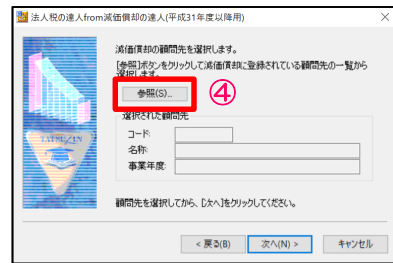 法人税の達人from減価償却の達人(平成31年度以降用)
減価償却の顧問先を選択します。
[参照]ボタンをクリックして減価償却に登録されている顧問先の一覧から
選択します。
参照(S)...
④
選択された顧問先
コード:
名称:
事業年度:
TATSUZIN
顧問先を選択してから、[次へ]をクリックしてください。
< 戻る(B)
次へ(N) >
キャンセル